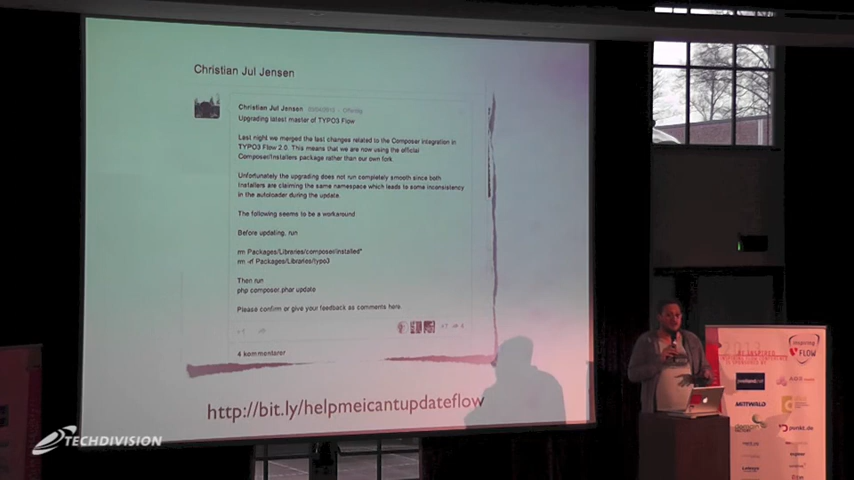 Christian Jul Jensen
Christian Jul Jensen
Upgrading latest master of TYPO3 Flow
Last night we merged the last changes related to the Composer integration in
TYPO3 Flow 2.0. This means that we are now using the official
Composer/Installers package rather than our own fork.
Unfortunately the upgrading does not run completely smooth since both
Installers are claiming the same namespace which leads to some inconsistency
in the autoloader during the update.
The following seems to be a workaround
Before updating, run
rm Packages/Libraries/composer/installed*
rm -rf Packages/Libraries/typo3
Then run
php composer.phar update
Please confirm or give your feedback as comments here.
4 kommentarer
http://bit.ly/helpmeicantupdateflow
TECHDIVISION
2013
inspiring
FLOW
MITTWALD
punkt.de